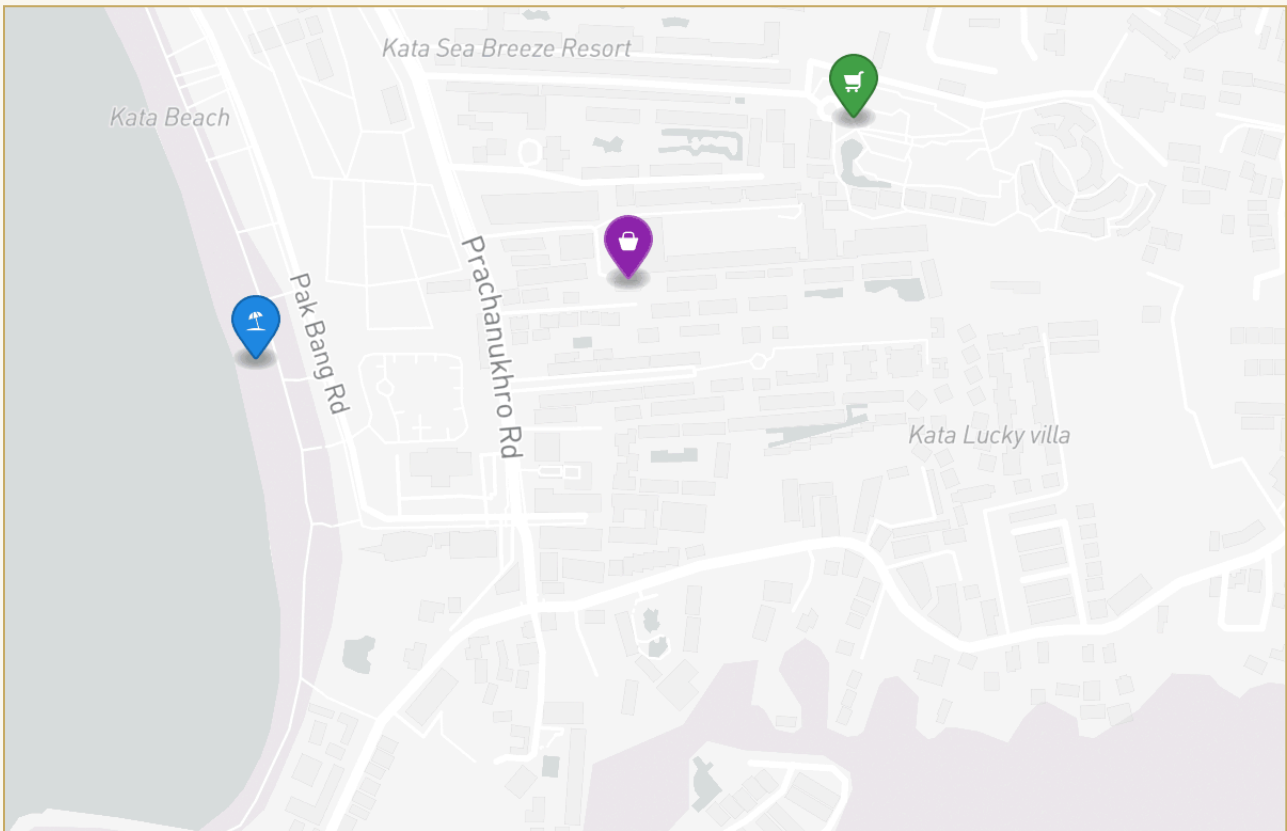 Kata Sea Breeze Resort
Kata Beach
Prachanukhro Rd
Pak Bang Rd
Kata Lucky villa